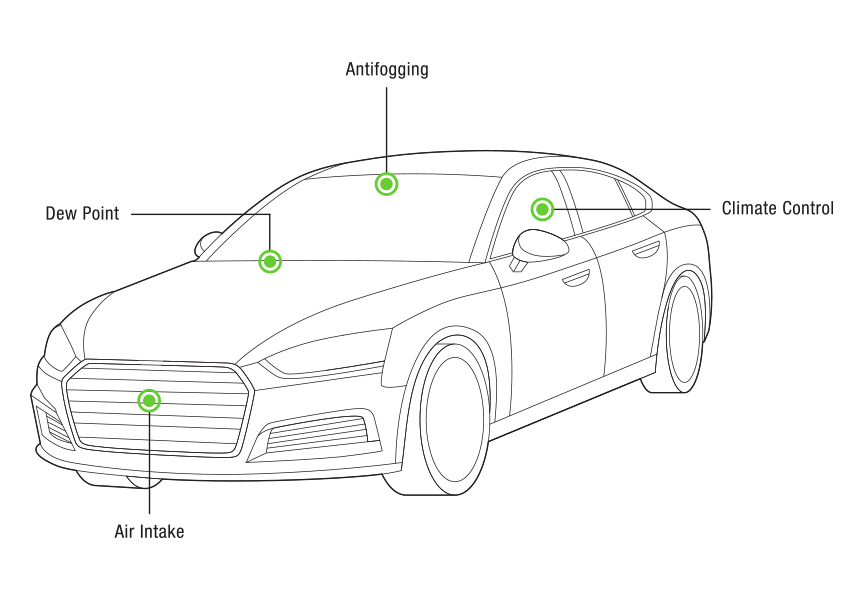 Antifogging
Dew Point
Climate Control
Air Intake